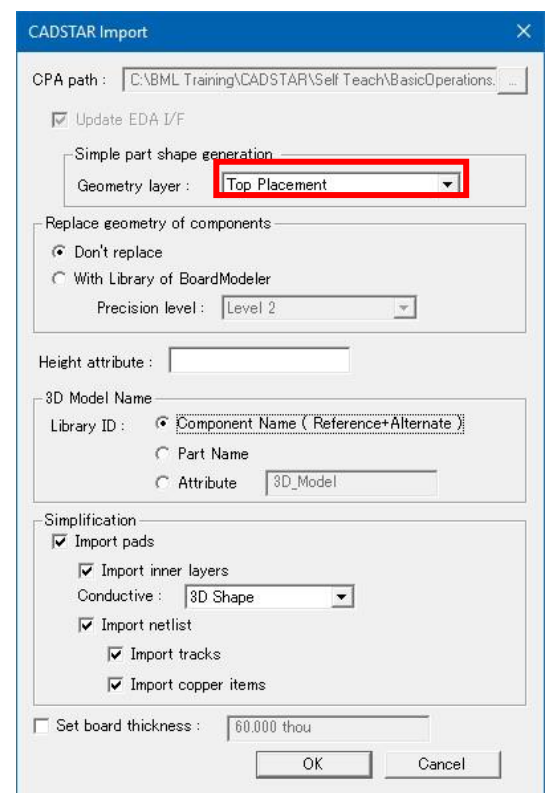 CADSTAR Import
CPA path : C:\BML Training\CADSTAR\Self Teach\BasicOperations. ...
Update EDA I/F
Simple part shape generation
Geometry layer : Top Placement
Replace geometry of components
Don't replace
With Library of BoardModeler
Precision level : Level 2
Height attribute :
3D Model Name
Library ID : Component Name ( Reference+Alternate )
Part Name
Attribute 3D_Model
Simplification
Import pads
Import inner layers
Conductive : 3D Shape
Import netlist
Import tracks
Import copper items
Set board thickness : 60.000 thou
OK Cancel